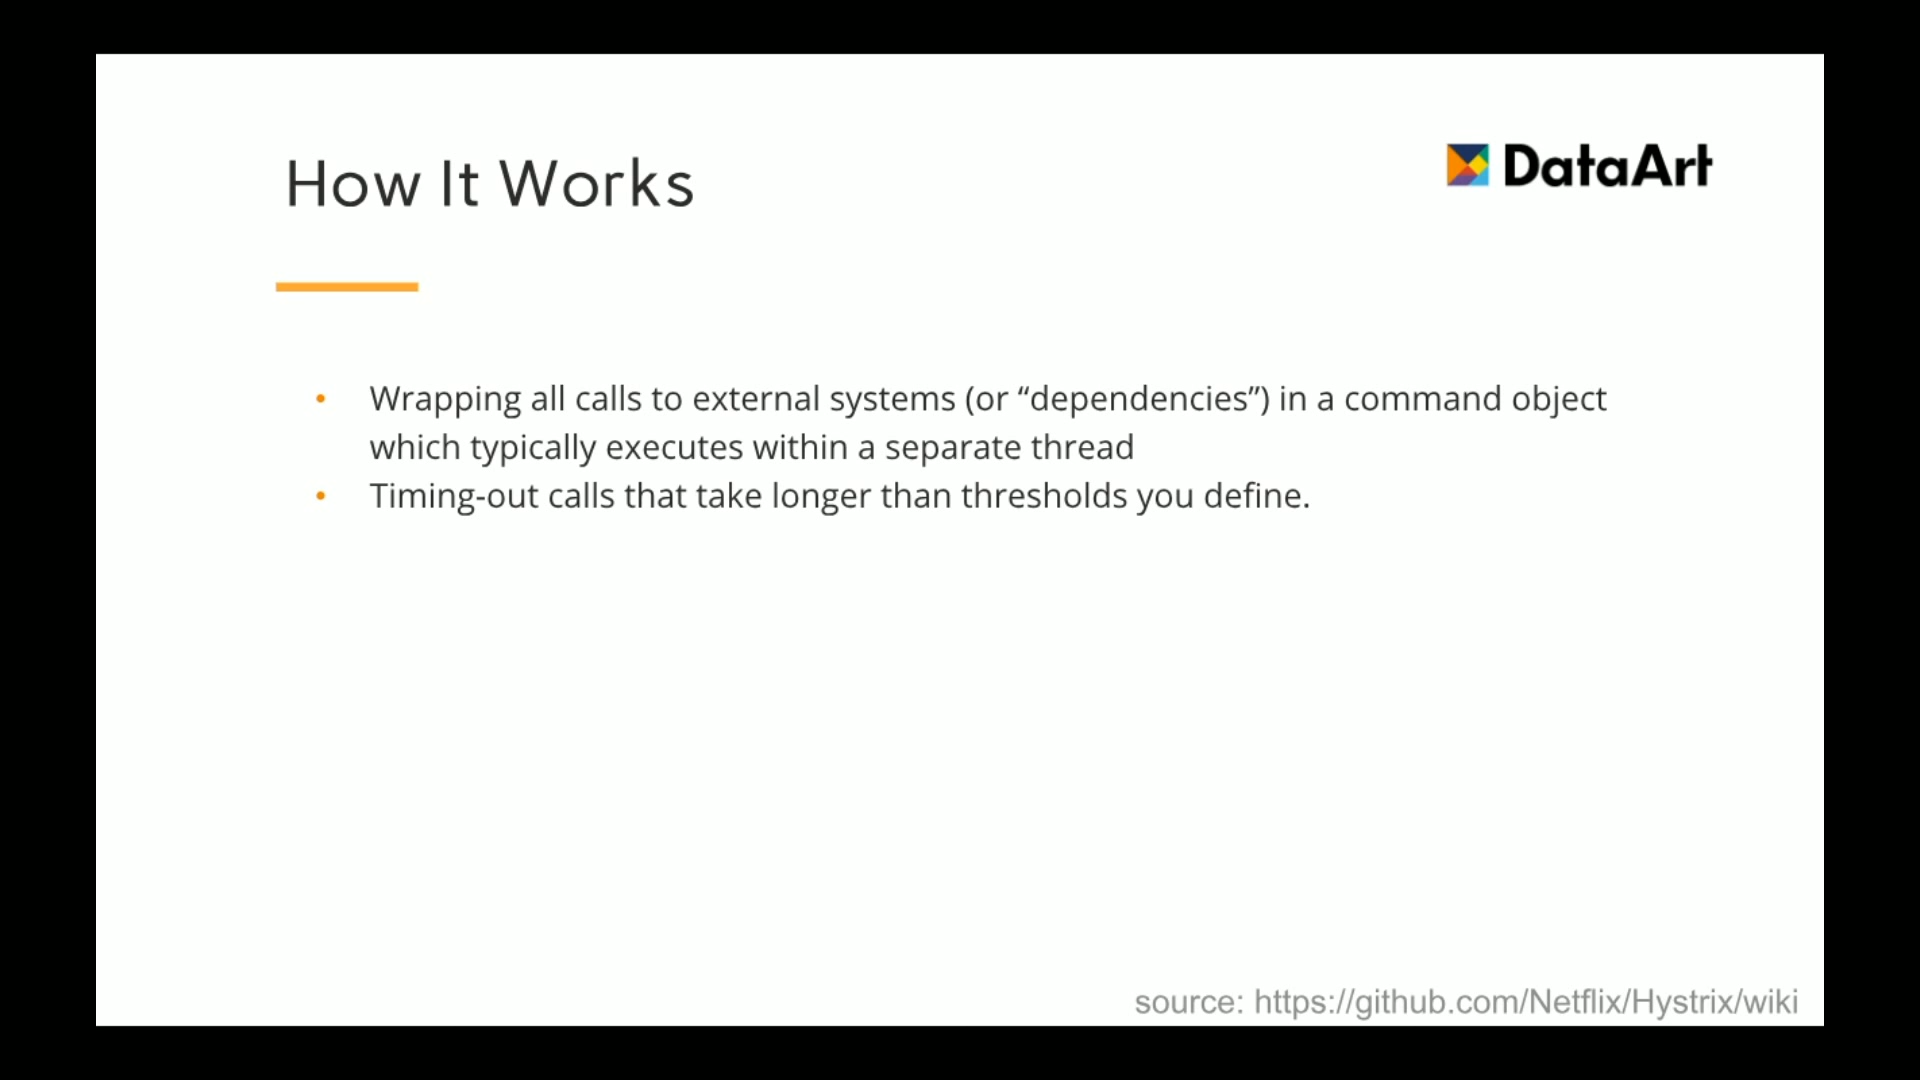 How It Works
DataArt
Wrapping all calls to external systems (or “dependencies”) in a command object
which typically executes within a separate thread
Timing-out calls that take longer than thresholds you define.
source: https://github.com/Netflix/Hystrix/wiki